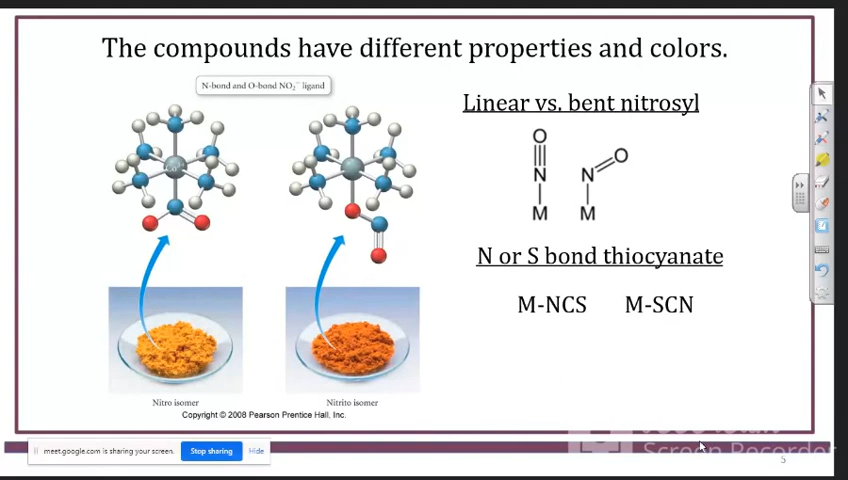 The compounds have different properties and colors.
N-bond and O-bond NO₂⁻ ligand
Linear vs. bent nitrosyl
O
N
M
O
N
M
N or S bond thiocyanate
M-NCS M-SCN
Nitro isomer
Nitrito isomer
Copyright © 2008 Pearson Prentice Hall, Inc.
meet.google.com is sharing your screen.
Stop sharing
Hide
Screen Recorder
5